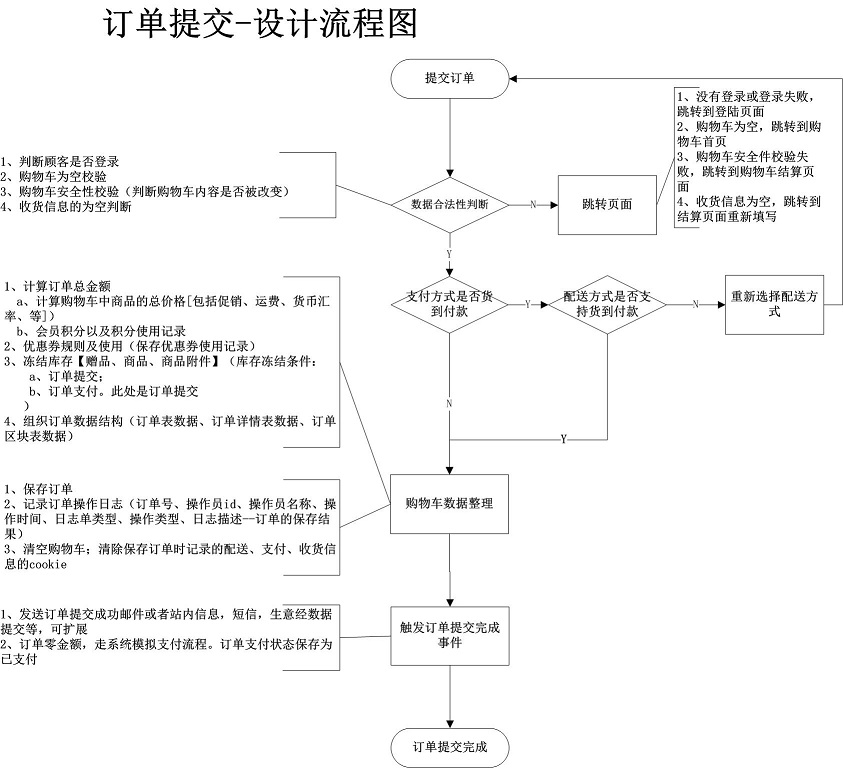 订单提交-设计流程图
提交订单
1、没有登录或登录失败，
跳转到登陆页面
2、购物车为空，跳转到购
物车首页
3、购物车安全件校验失
败，跳转到购物车结算页
面
4、收货信息为空，跳转到
结算页面重新填写
1、判断顾客是否登录
2、购物车为空校验
3、购物车安全性校验（判断购物车内容是否被改变）
4、收货信息的为空判断
数据合法性判断
N
跳转页面
Y
1、计算订单总金额
a、计算购物车中商品的总价格[包括促销、运费、货币汇
率、等]）
b、会员积分以及积分使用记录
2、优惠券规则及使用（保存优惠券使用记录）
3、冻结库存【赠品、商品、商品附件】（库存冻结条件：
a、订单提交；
b、订单支付。此处是订单提交
）
4、组织订单数据结构（订单表数据、订单详情表数据、订单
区块表数据）
支付方式是否货
到付款
Y
配送方式是否支
持货到付款
N
重新选择配送方
式
N
Y
购物车数据整理
1、保存订单
2、记录订单操作日志（订单号、操作员id、操作员名称、操
作时间、日志单类型、操作类型、日志描述--订单的保存结
果）
3、清空购物车；清除保存订单时记录的配送、支付、收货信
息的cookie
1、发送订单提交成功邮件或者站内信息，短信，生意经数据
提交等，可扩展
2、订单零金额，走系统模拟支付流程。订单支付状态保存为
已支付
触发订单提交完成
事件
订单提交完成